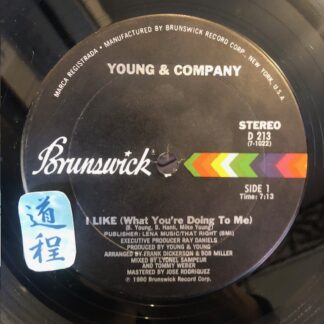 MARCA REGISTRADA • MANUFACTURED BY BRUNSWICK RECORD CORP., NEW YORK, U.S.A.
YOUNG & COMPANY
STEREO
D 213
(7-1022)
Brunswick
SIDE 1
Time: 7:13
I LIKE (What You're Doing To Me)
(B. Young, D. Hank, Mike Young)
PUBLISHER: LENA MUSIC/THAT RIGHT (BMI)
EXECUTIVE PRODUCER RAY DANIELS
PRODUCED BY YOUNG & YOUNG
ARRANGED BY FRANK DICKERSON & BOB MILLER
MIXED BY LYONEL SAMPEUR
AND TOMMY WEBER
MASTERED BY JOSE RODRIQUEZ
℗ 1980 Brunswick Record Corp.
道程